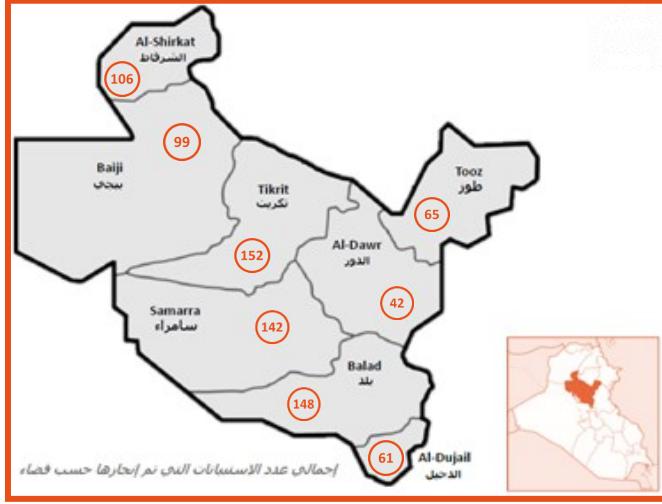 Al-Shirkat
الشرقاط
106
99
Baiji
بيجي
Tikrit
تكريت
Tooz
طوز
65
Al-Dawr
الدور
152
42
Samarra
سامراء
142
Balad
بلد
148
61
Al-Dujail
الدجيل
إجمالي عدد الاستبيانات التي تم إنجازها حسب قضاء